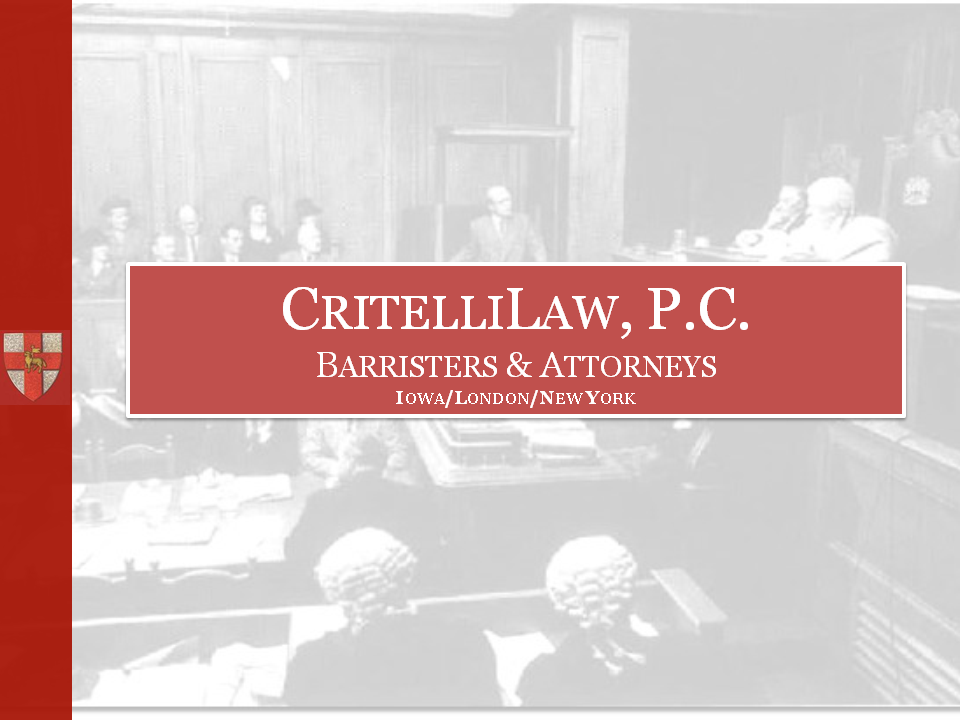 CRITELLILAW, P.C.
BARRISTERS & ATTORNEYS
IOWA/LONDON/NEW YORK